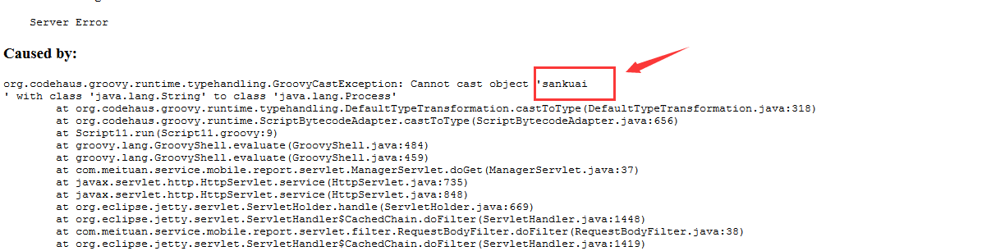 Server Error
Caused by:
org.codehaus.groovy.runtime.typehandling.GroovyCastException: Cannot cast object 'sankuai
' with class 'java.lang.String' to class 'java.lang.Process'
at org.codehaus.groovy.runtime.typehandling.DefaultTypeTransformation.castToType(DefaultTypeTransformation.java:318)
at org.codehaus.groovy.runtime.ScriptBytecodeAdapter.castToType(ScriptBytecodeAdapter.java:656)
at Script11.run(Script11.groovy:9)
at groovy.lang.GroovyShell.evaluate(GroovyShell.java:484)
at groovy.lang.GroovyShell.evaluate(GroovyShell.java:459)
at com.meituan.service.mobile.report.servlet.ManagerServlet.doGet(ManagerServlet.java:37)
at javax.servlet.http.HttpServlet.service(HttpServlet.java:735)
at javax.servlet.http.HttpServlet.service(HttpServlet.java:848)
at org.eclipse.jetty.servlet.ServletHolder.handle(ServletHolder.java:669)
at org.eclipse.jetty.servlet.ServletHandler$CachedChain.doFilter(ServletHandler.java:1448)
at com.meituan.service.mobile.report.servlet.filter.RequestBodyFilter.doFilter(RequestBodyFilter.java:38)
at org.eclipse.jetty.servlet.ServletHandler$CachedChain.doFilter(ServletHandler.java:1419)